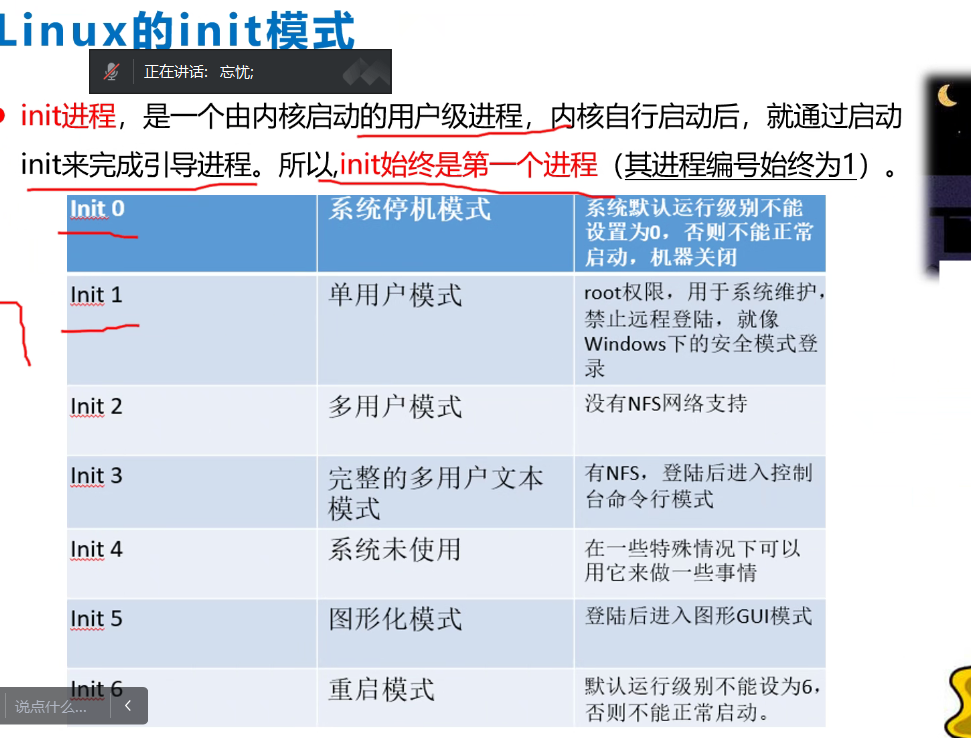 Linux的init模式
正在讲话: 忘忧;
init进程，是一个由内核启动的用户级进程，内核自行启动后，就通过启动
init来完成引导进程。所以,init始终是第一个进程（其进程编号始终为1）。
Init 0
系统停机模式
系统默认运行级别不能
设置为0，否则不能正常
启动，机器关闭
Init 1
单用户模式
root权限，用于系统维护，
禁止远程登陆，就像
Windows下的安全模式登
录
Init 2
多用户模式
没有NFS网络支持
Init 3
完整的多用户文本
模式
有NFS，登陆后进入控制
台命令行模式
Init 4
系统未使用
在一些特殊情况下可以
用它来做一些事情
Init 5
图形化模式
登陆后进入图形GUI模式
Init 6
重启模式
默认运行级别不能设为6，
否则不能正常启动。
说点什么...